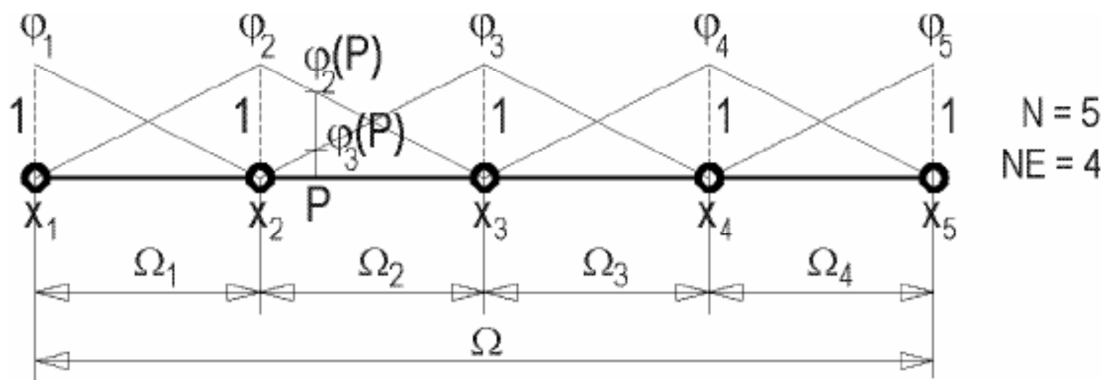 φ₁ φ₂ φ₃ φ₄ φ₅
φ₂(P)
1 1 1 1 1
φ₃(P)
N = 5
NE = 4
x₁ x₂ P x₃ x₄ x₅
Ω₁ Ω₂ Ω₃ Ω₄
Ω